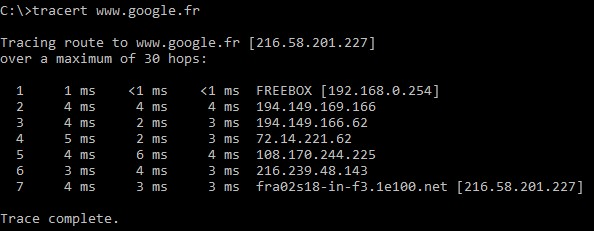 C:\>tracert www.google.fr
Tracing route to www.google.fr [216.58.201.227]
over a maximum of 30 hops:
1 1 ms <1 ms <1 ms FREEBOX [192.168.0.254]
2 4 ms 4 ms 4 ms 194.149.169.166
3 4 ms 2 ms 3 ms 194.149.166.62
4 5 ms 2 ms 3 ms 72.14.221.62
5 4 ms 6 ms 4 ms 108.170.244.225
6 3 ms 4 ms 3 ms 216.239.48.143
7 4 ms 3 ms 3 ms fra02s18-in-f3.1e100.net [216.58.201.227]
Trace complete.